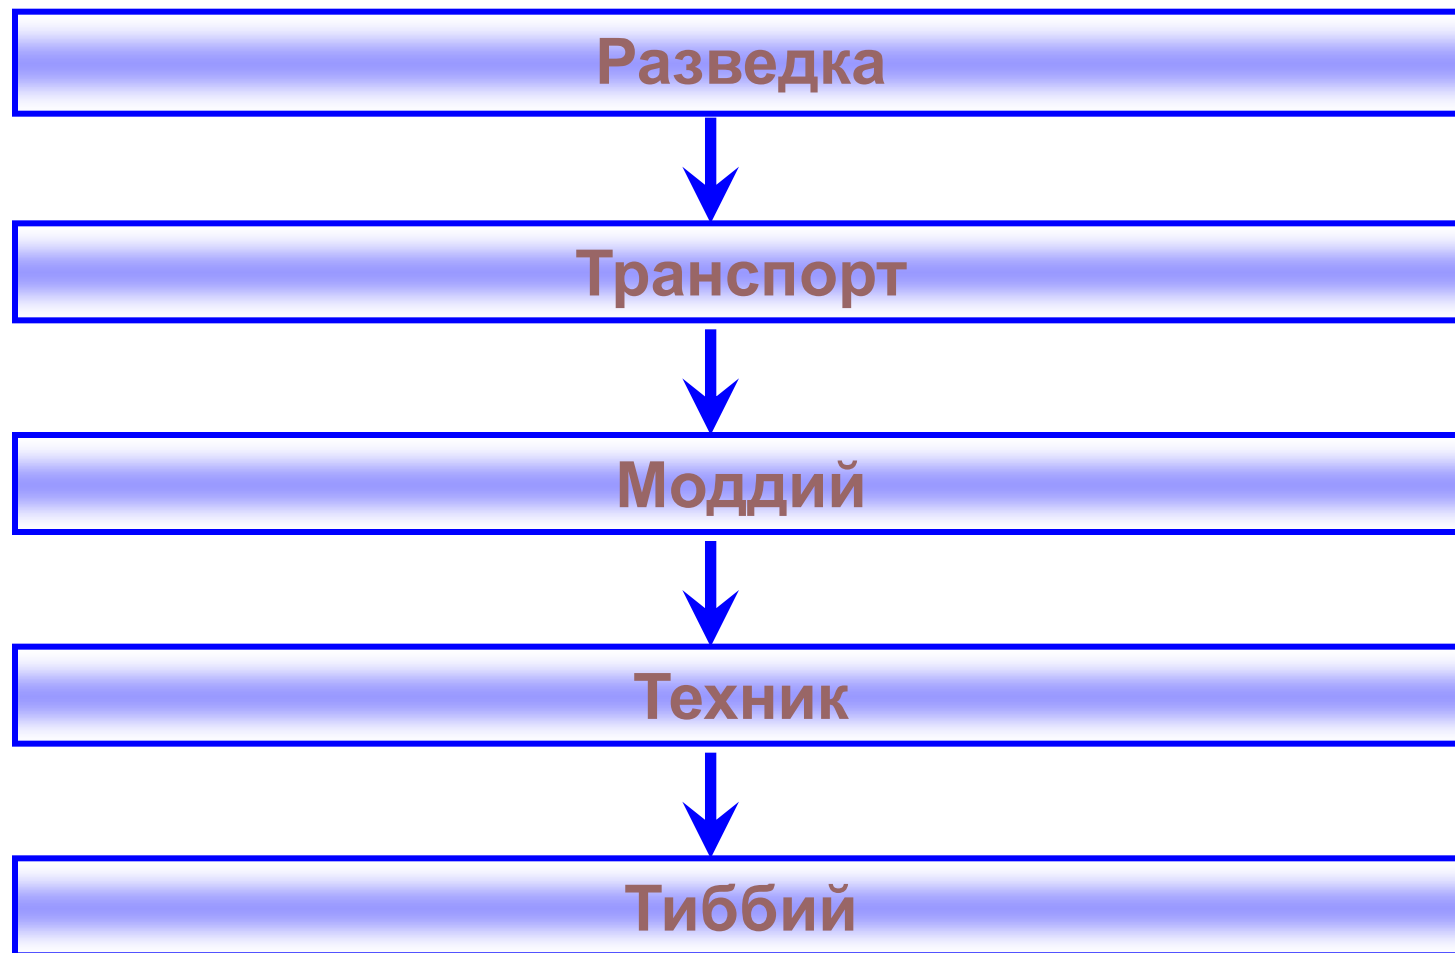 Разведка
Транспорт
Моддий
Техник
Тиббий